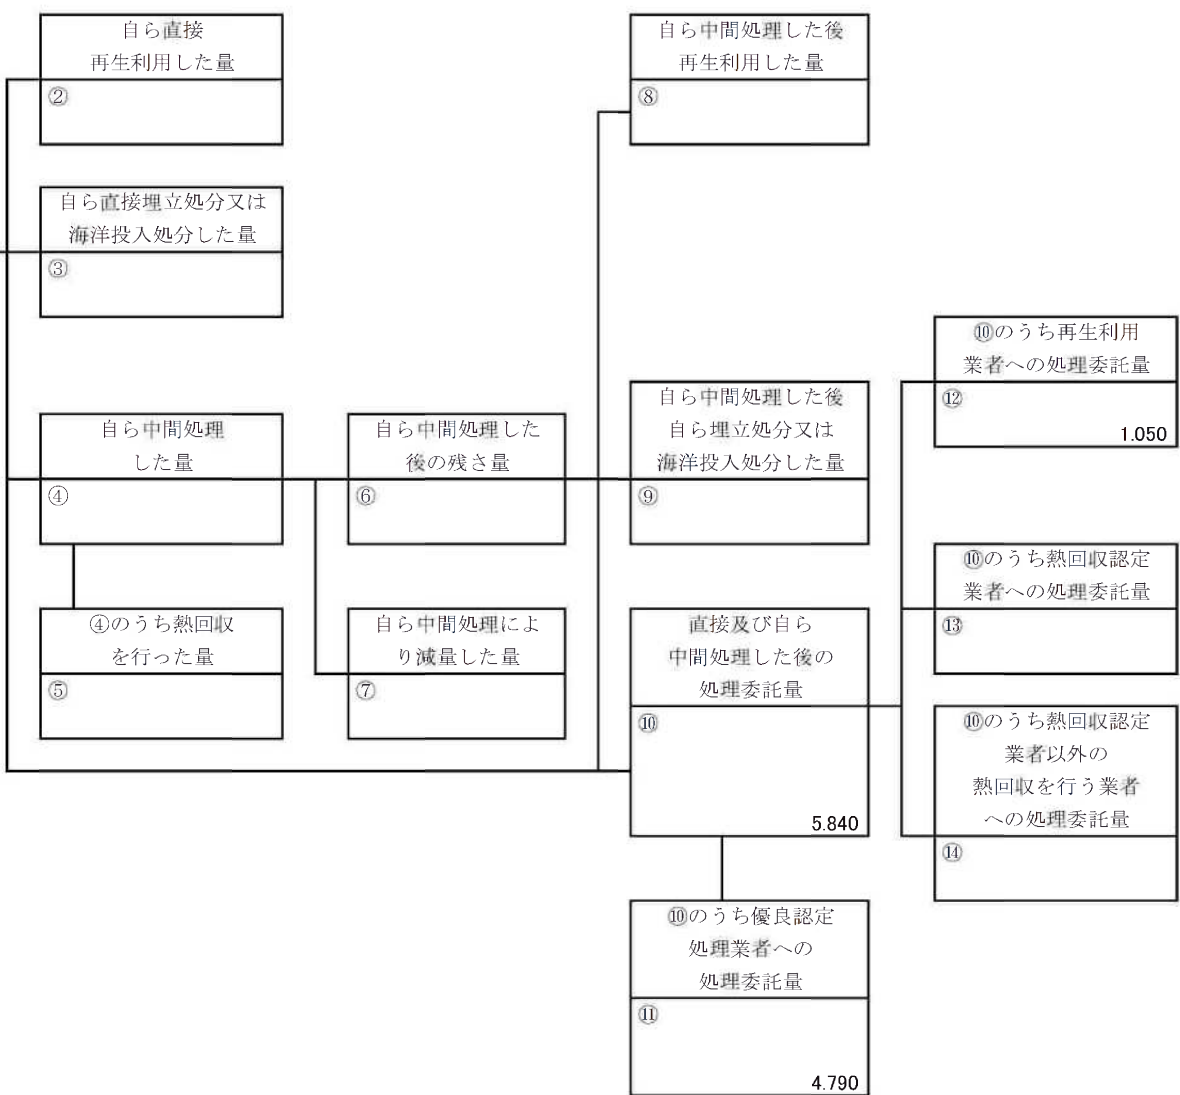 自ら直接
再生利用した量
②
自ら直接埋立処分又は
海洋投入処分した量
③
自ら中間処理
した量
④
④のうち熱回収
を行った量
⑤
自ら中間処理した
後の残さ量
⑥
自ら中間処理によ
り減量した量
⑦
自ら中間処理した後
再生利用した量
⑧
自ら中間処理した後
自ら埋立処分又は
海洋投入処分した量
⑨
直接及び自ら
中間処理した後の
処理委託量
⑩
5.840
⑩のうち優良認定
処理業者への
処理委託量
⑪
4.790
⑩のうち再生利用
業者への処理委託量
⑫
1.050
⑩のうち熱回収認定
業者への処理委託量
⑬
⑩のうち熱回収認定
業者以外の
熱回収を行う業者
への処理委託量
⑭